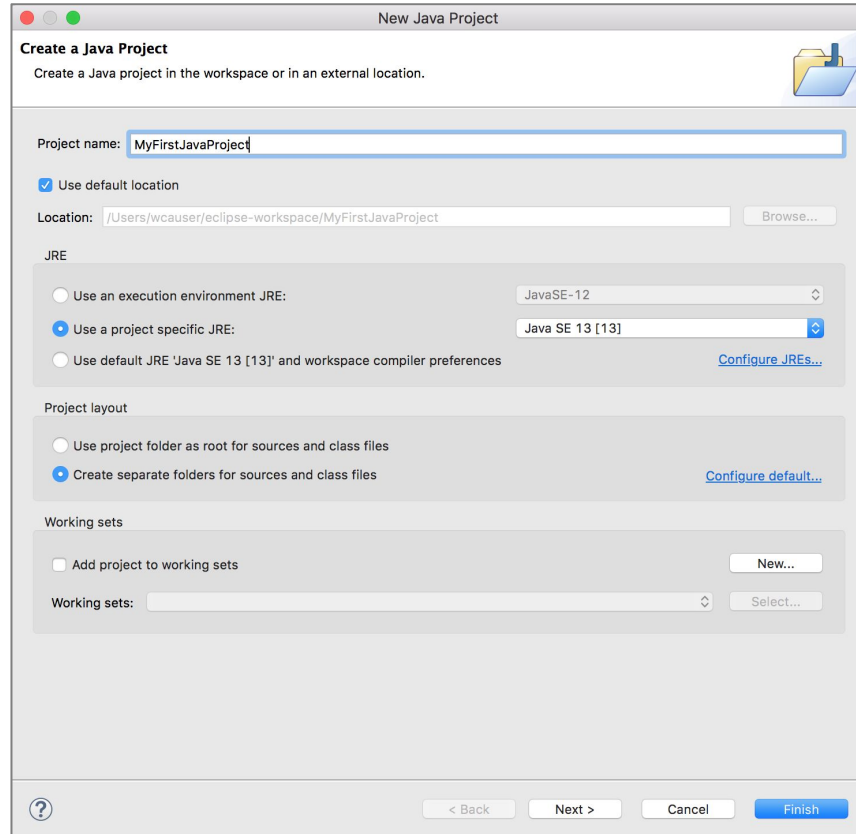 New Java Project
Create a Java Project
Create a Java project in the workspace or in an external location.
Project name: MyFirstJavaProject
Use default location
Location: /Users/wcauser/eclipse-workspace/MyFirstJavaProject Browse...
JRE
Use an execution environment JRE: JavaSE-12
Use a project specific JRE: Java SE 13 [13]
Use default JRE 'Java SE 13 [13]' and workspace compiler preferences Configure JREs...
Project layout
Use project folder as root for sources and class files
Create separate folders for sources and class files Configure default...
Working sets
Add project to working sets New...
Working sets: Select...
? < Back Next > Cancel Finish